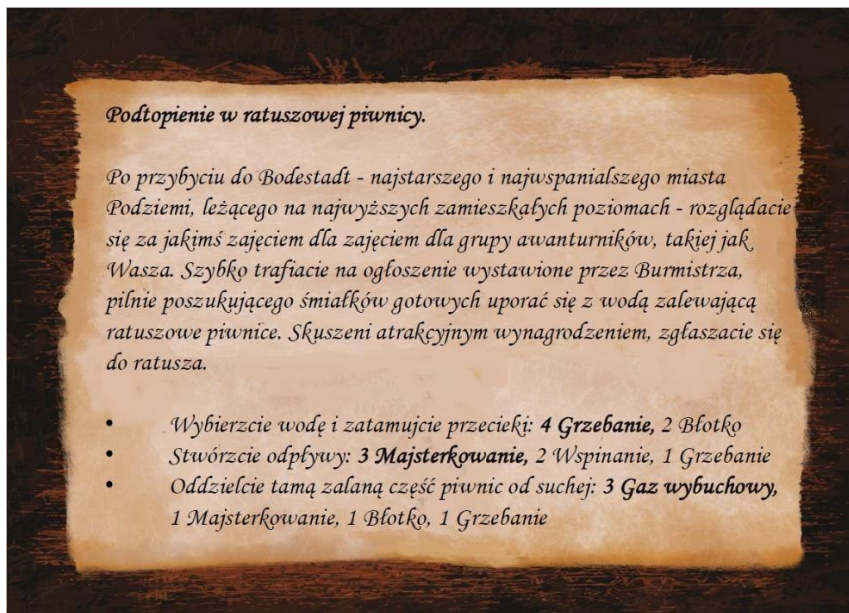 Podtopienie w ratuszowej piwnicy.
Po przybyciu do Bodestadt - najstarszego i najwspanialszego miasta
Podziemi, leżącego na najwyższych zamieszkałych poziomach - rozglądacie
się za jakimś zajęciem dla zajęciem dla grupy awanturników, takiej jak
Wasza. Szybko trafiacie na ogłoszenie wystawione przez Burmistrza,
pilnie poszukującego śmiałków gotowych uporać się z wodą zalewającą
ratuszowe piwnice. Skuszeni atrakcyjnym wynagrodzeniem, zgłaszacie się
do ratusza.
• Wybierzcie wodę i zatamujcie przecieki: 4 Grzebanie, 2 Błotko
• Stwórzcie odpływy: 3 Majsterkowanie, 2 Wspinanie, 1 Grzebanie
• Oddzielcie tamą zalaną część piwnic od suchej: 3 Gaz wybuchowy,
1 Majsterkowanie, 1 Błotko, 1 Grzebanie